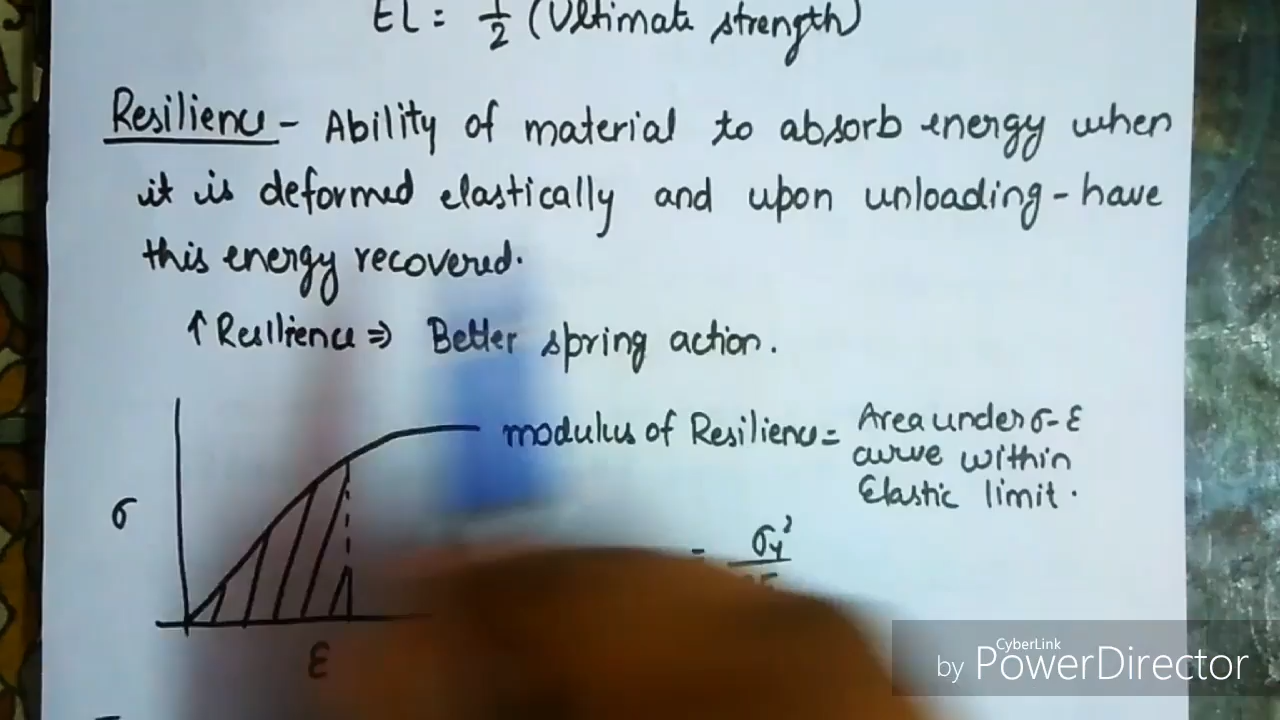 EL = 1/2 (Ultimate strength)
Resilience - Ability of material to absorb energy when
it is deformed elastically and upon unloading - have
this energy recovered.
↑ Resilience ⇒ Better spring action.
modulus of Resilience = Area under σ-ε
curve within
Elastic limit.
σ
= σy²
ε
CyberLink
by PowerDirector